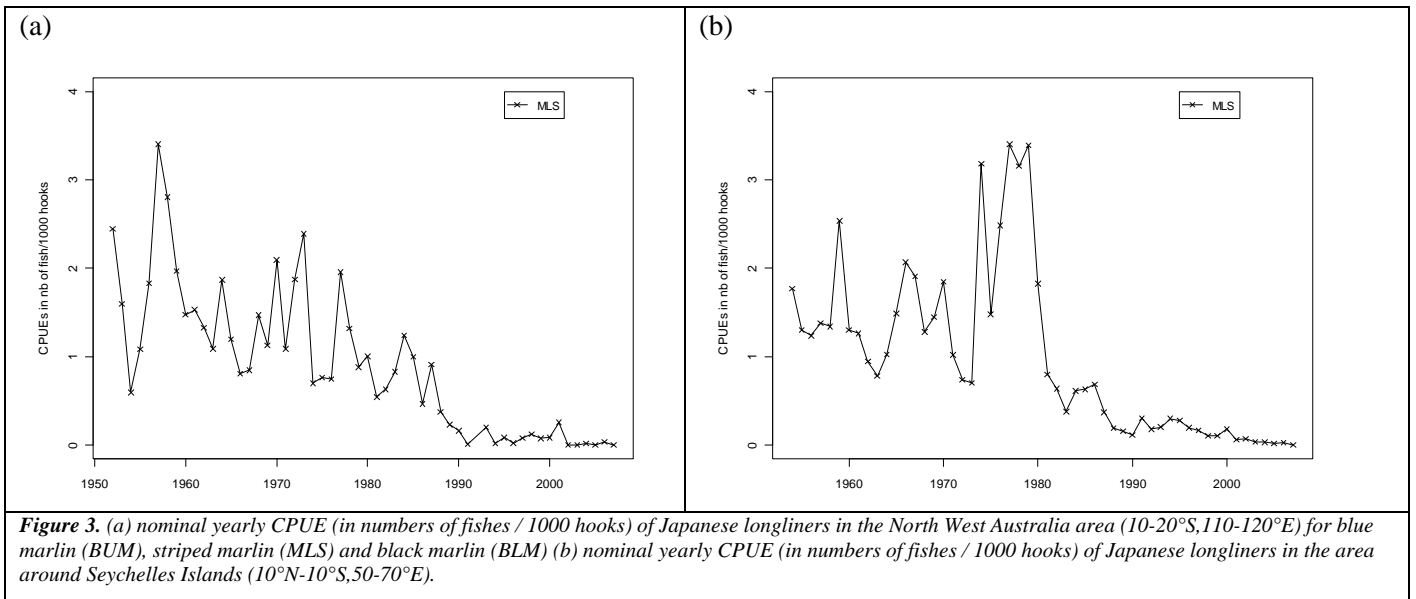 (a)
4
3
2
1
0
CPUEs in nb of fish/1000 hooks
MLS
1950 1960 1970 1980 1990 2000
(b)
4
3
2
1
0
CPUEs in nb of fish/1000 hooks
MLS
1960 1970 1980 1990 2000
Figure 3. (a) nominal yearly CPUE (in numbers of fishes / 1000 hooks) of Japanese longliners in the North West Australia area (10-20°S,110-120°E) for blue
marlin (BUM), striped marlin (MLS) and black marlin (BLM) (b) nominal yearly CPUE (in numbers of fishes / 1000 hooks) of Japanese longliners in the area
around Seychelles Islands (10°N-10°S,50-70°E).